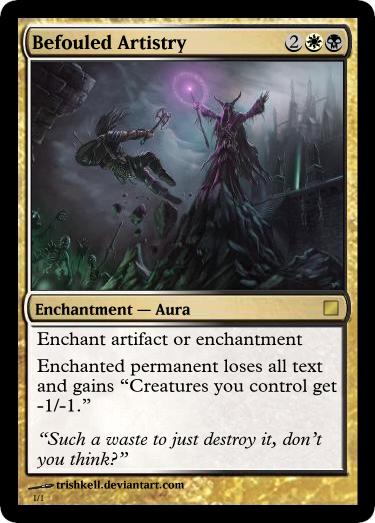 Befouled Artistry 2
Enchantment — Aura
Enchant artifact or enchantment
Enchanted permanent loses all text
and gains “Creatures you control get
-1/-1.”
“Such a waste to just destroy it, don’t
you think?”
trishkell.deviantart.com
1/1